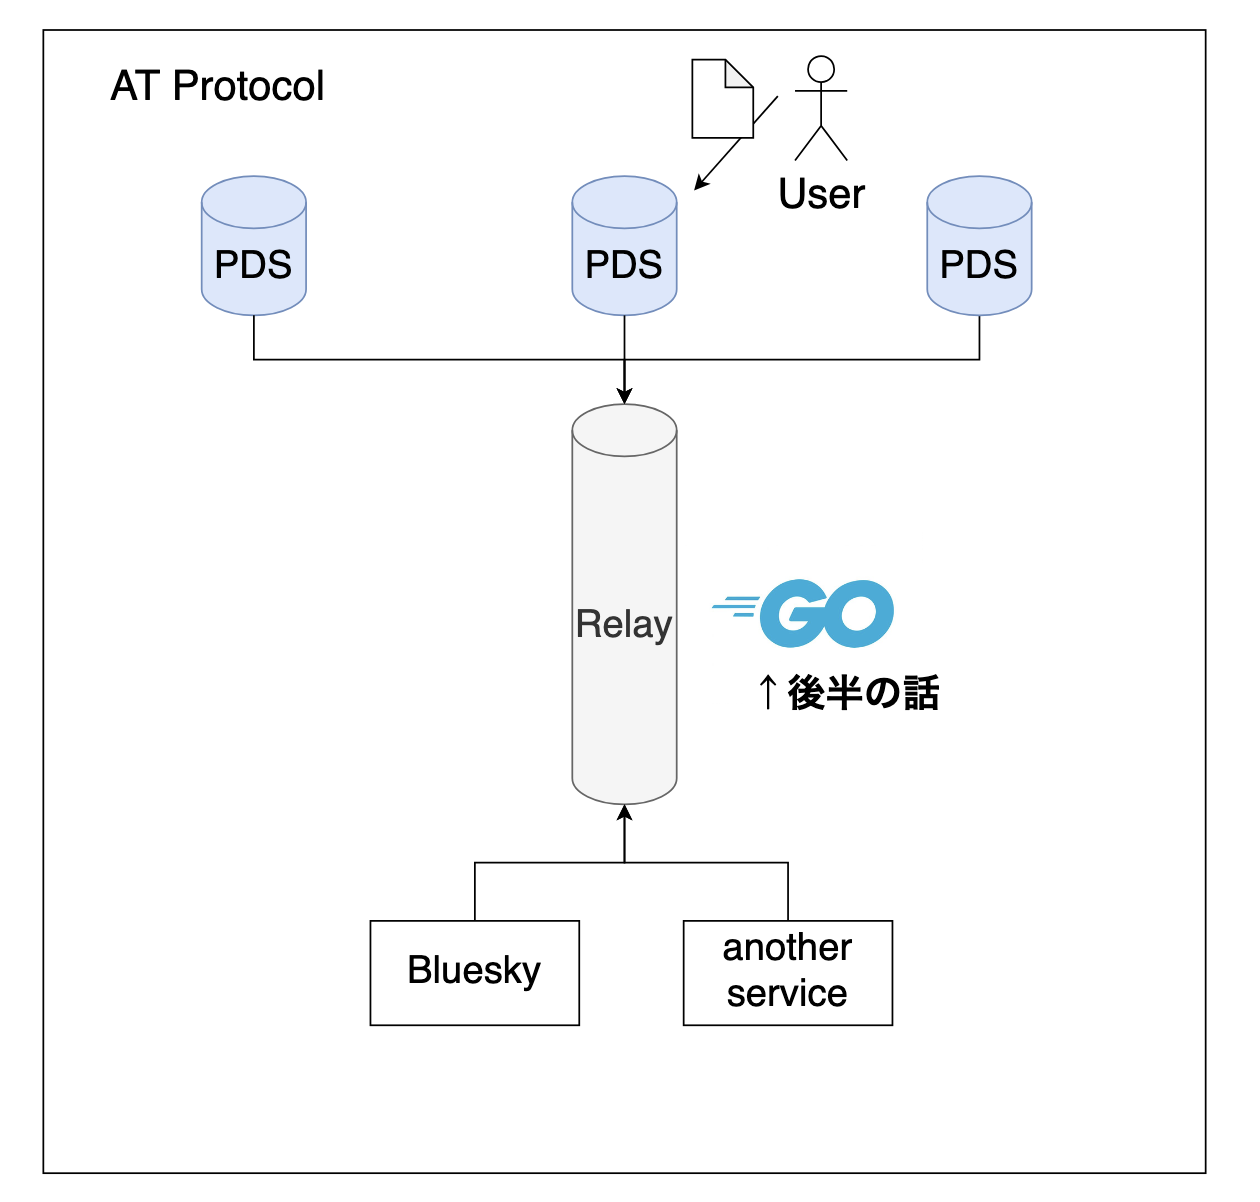 AT Protocol
User
PDS
PDS
PDS
Relay
GO
↑後半の話
Bluesky
another
service